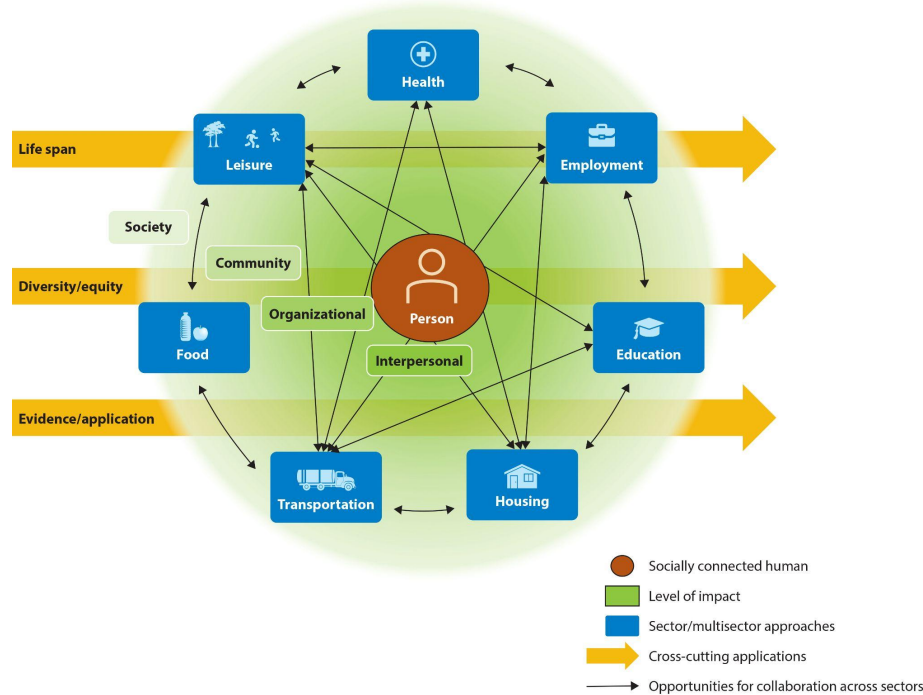 Health
Life span
Leisure
Employment
Society
Community
Diversity/equity
Organizational
Person
Food
Interpersonal
Education
Evidence/application
Transportation
Housing
Socially connected human
Level of impact
Sector/multisector approaches
Cross-cutting applications
Opportunities for collaboration across sectors